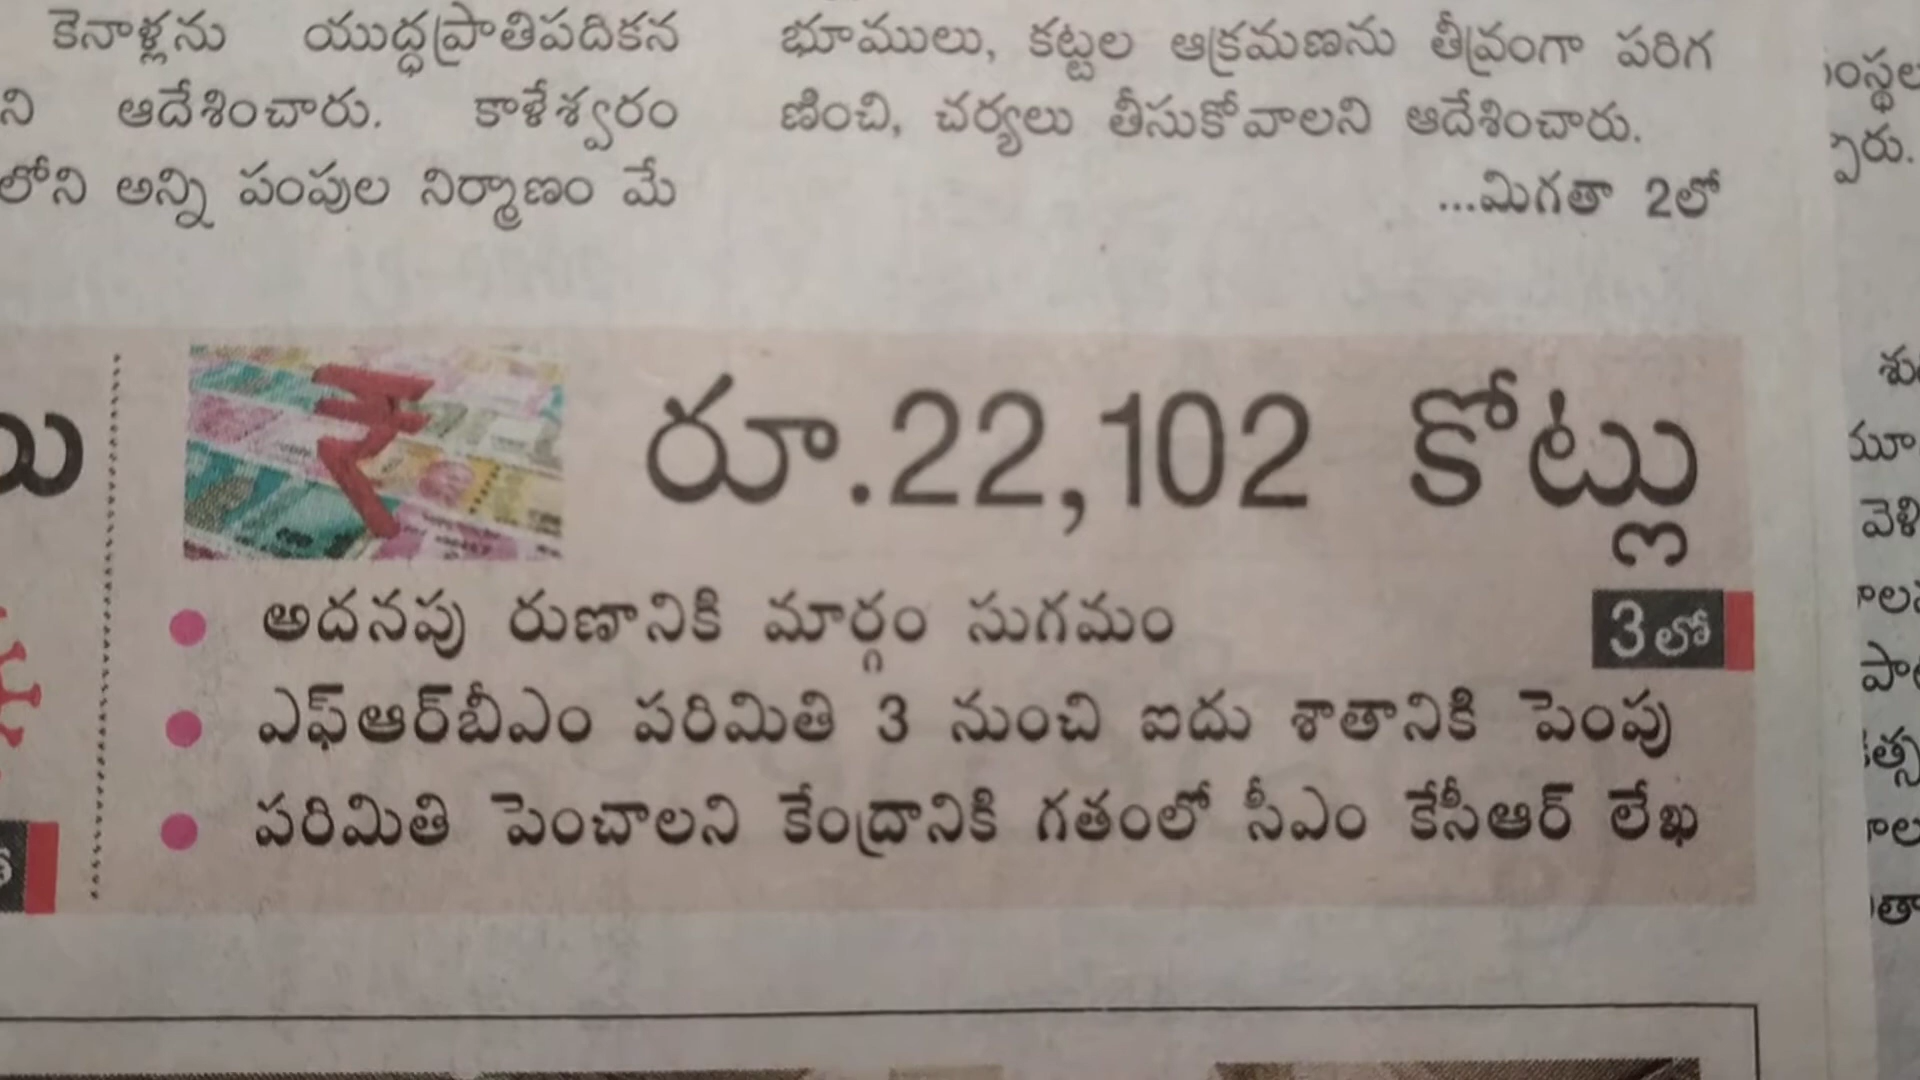 కెనాళ్లను యుద్ధప్రాతిపదికన
ని ఆదేశించారు. కాళేశ్వరం
లోని అన్ని పంపుల నిర్మాణం మే
భూములు, కట్టల ఆక్రమణను తీవ్రంగా పరిగ
ణించి, చర్యలు తీసుకోవాలని ఆదేశించారు.
...మిగతా 2లో
రూ.22,102 కోట్లు
అదనపు రుణానికి మార్గం సుగమం
3లో
ఎఫ్ఆర్‌బీఎం పరిమితి 3 నుంచి ఐదు శాతానికి పెంపు
పరిమితి పెంచాలని కేంద్రానికి గతంలో సీఎం కేసీఆర్ లేఖ